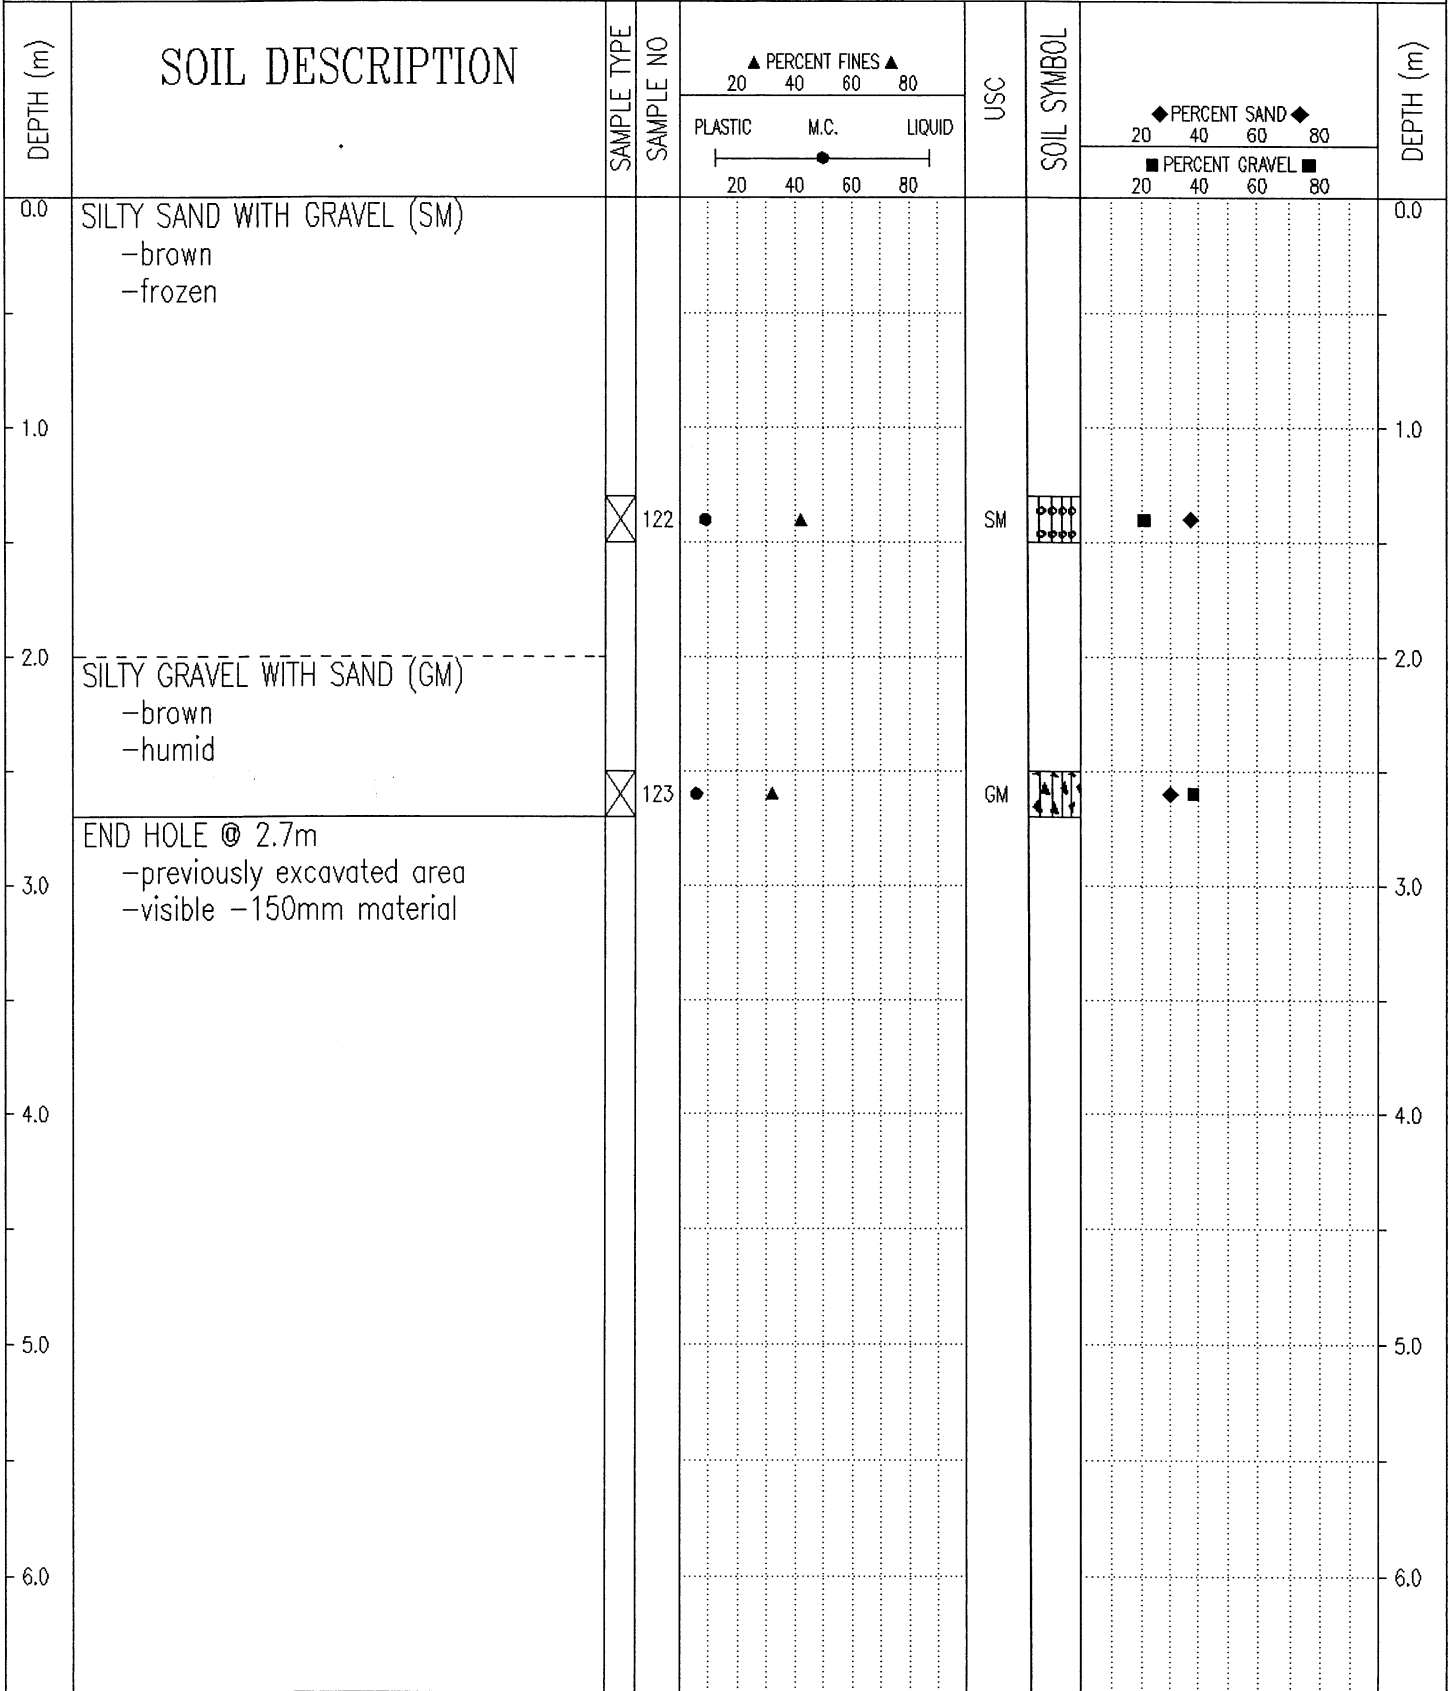 DEPTH (m)
SOIL DESCRIPTION
SAMPLE TYPE
SAMPLE NO
▲ PERCENT FINES ▲
20 40 60 80
PLASTIC M.C. LIQUID
20 40 60 80
USC
SOIL SYMBOL
◆ PERCENT SAND ◆
20 40 60 80
■ PERCENT GRAVEL ■
20 40 60 80
DEPTH (m)
0.0 SILTY SAND WITH GRAVEL (SM) 0.0
-brown
-frozen
1.0 1.0
122 SM
2.0 2.0
SILTY GRAVEL WITH SAND (GM)
-brown
-humid
123 GM
END HOLE @ 2.7m
-previously excavated area
3.0 3.0
-visible -150mm material
4.0 4.0
5.0 5.0
6.0 6.0